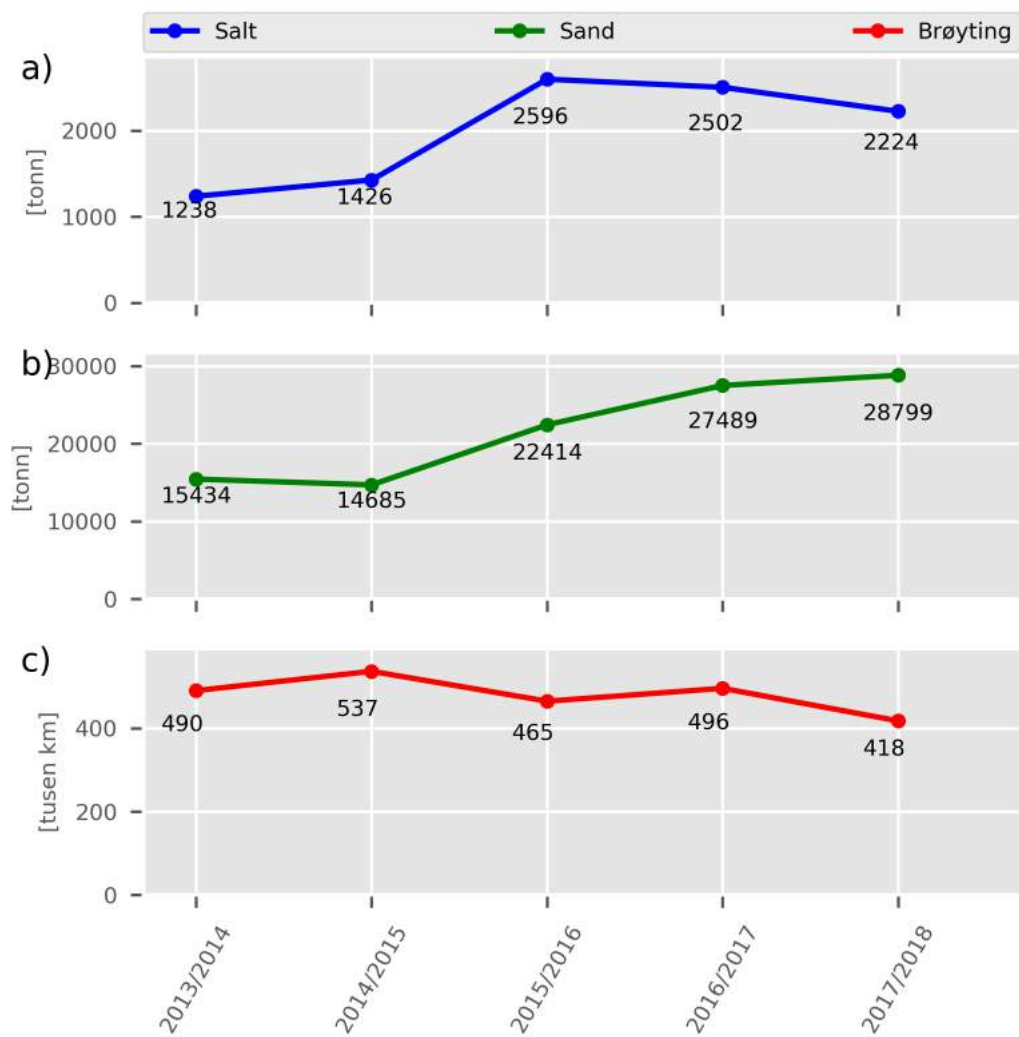 Salt Sand Brøyting
a)
2000
1000
0
[tonn]
1238 1426 2596 2502 2224
b)
30000
20000
10000
0
[tonn]
15434 14685 22414 27489 28799
c)
400
200
0
[tusen km]
490 537 465 496 418
2013/2014 2014/2015 2015/2016 2016/2017 2017/2018